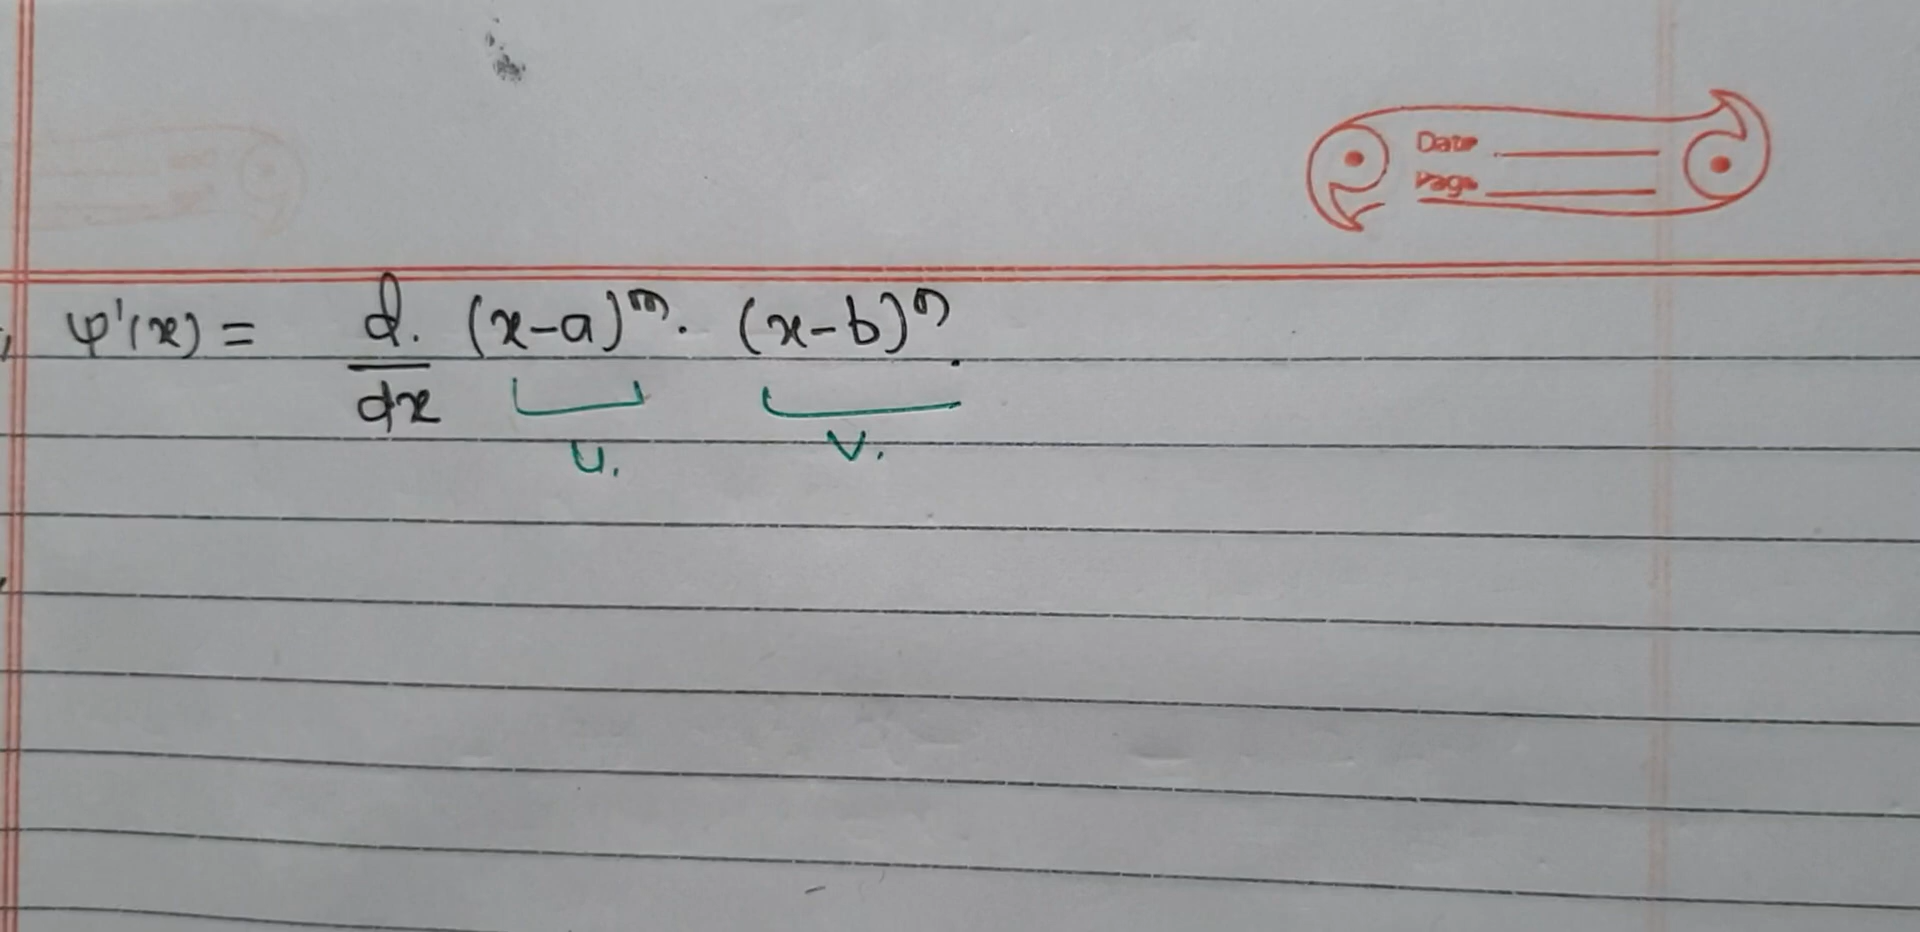 Date
Page
φ'(x) = d/dx (x-a)^m . (x-b)^n.
u. v.